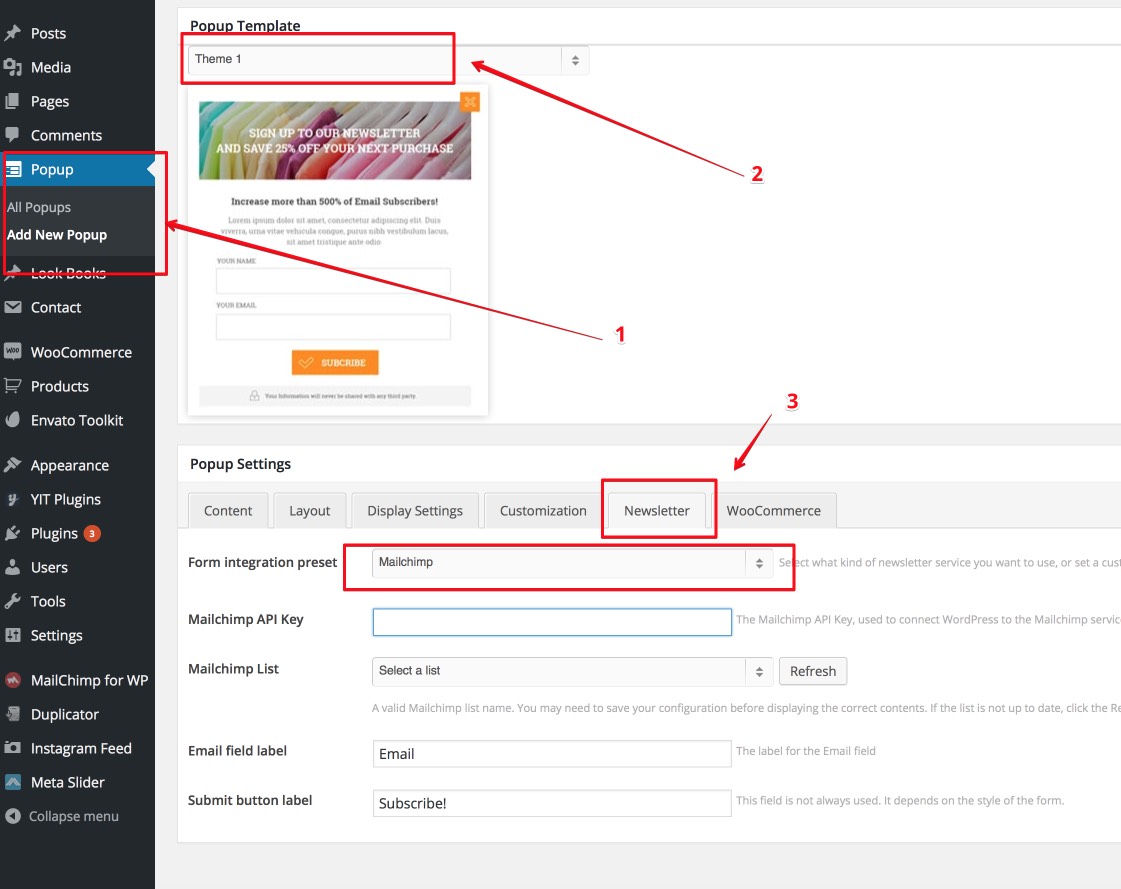 Posts
Media
Pages
Comments
Popup
All Popups
Add New Popup
Look Books
Contact
WOO WooCommerce
Products
Envato Toolkit
Appearance
YIT Plugins
Plugins 3
Users
Tools
Settings
MailChimp for WP
Duplicator
Instagram Feed
Meta Slider
Collapse menu
Popup Template
Theme 1
SIGN UP TO OUR NEWSLETTER
AND SAVE 25% OFF YOUR NEXT PURCHASE
Increase more than 500% of Email Subscribers!
Lorem ipsum dolor sit amet, consectetur adipiscing elit. Duis
viverra, urna vitae vehicula congue, purus nibh vestibulum lacus,
sit amet tristique ante odio
YOUR NAME
YOUR EMAIL
SUBCRIBE
Your Information will never be shared with any third party.
2
1
3
Popup Settings
Content
Layout
Display Settings
Customization
Newsletter
WooCommerce
Form integration preset
Mailchimp
Select what kind of newsletter service you want to use, or set a cust
Mailchimp API Key
The Mailchimp API Key, used to connect WordPress to the Mailchimp servic
Mailchimp List
Select a list
Refresh
A valid Mailchimp list name. You may need to save your configuration before displaying the correct contents. If the list is not up to date, click the Re
Email field label
Email
The label for the Email field
Submit button label
Subscribe!
This field is not always used. It depends on the style of the form.